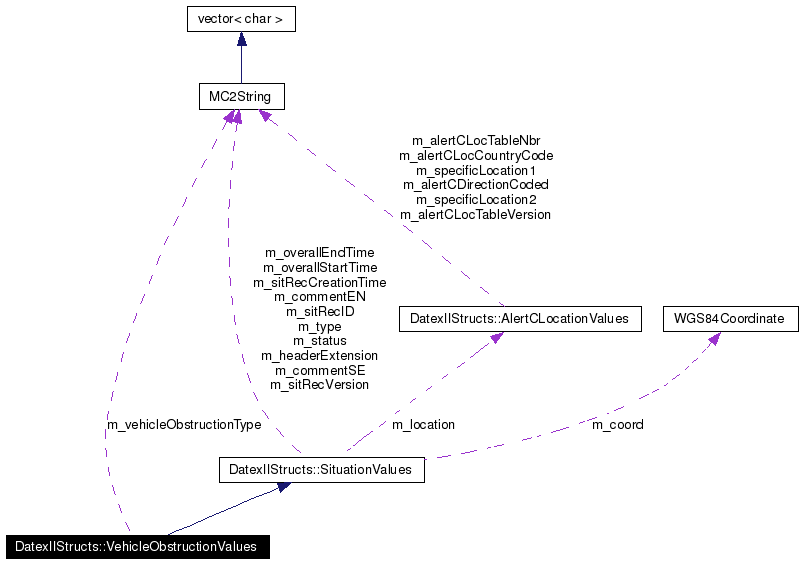 vector< char >
MC2String
m_alertCLocTableNbr
m_alertCLocCountryCode
m_specificLocation1
m_alertCDirectionCoded
m_specificLocation2
m_alertCLocTableVersion
m_overallEndTime
m_overallStartTime
m_sitRecCreationTime
m_commentEN
m_sitRecID
m_type
m_status
m_headerExtension
m_commentSE
m_sitRecVersion
DatexIIStructs::AlertCLocationValues
WGS84Coordinate
m_vehicleObstructionType
m_location
m_coord
DatexIIStructs::SituationValues
DatexIIStructs::VehicleObstructionValues